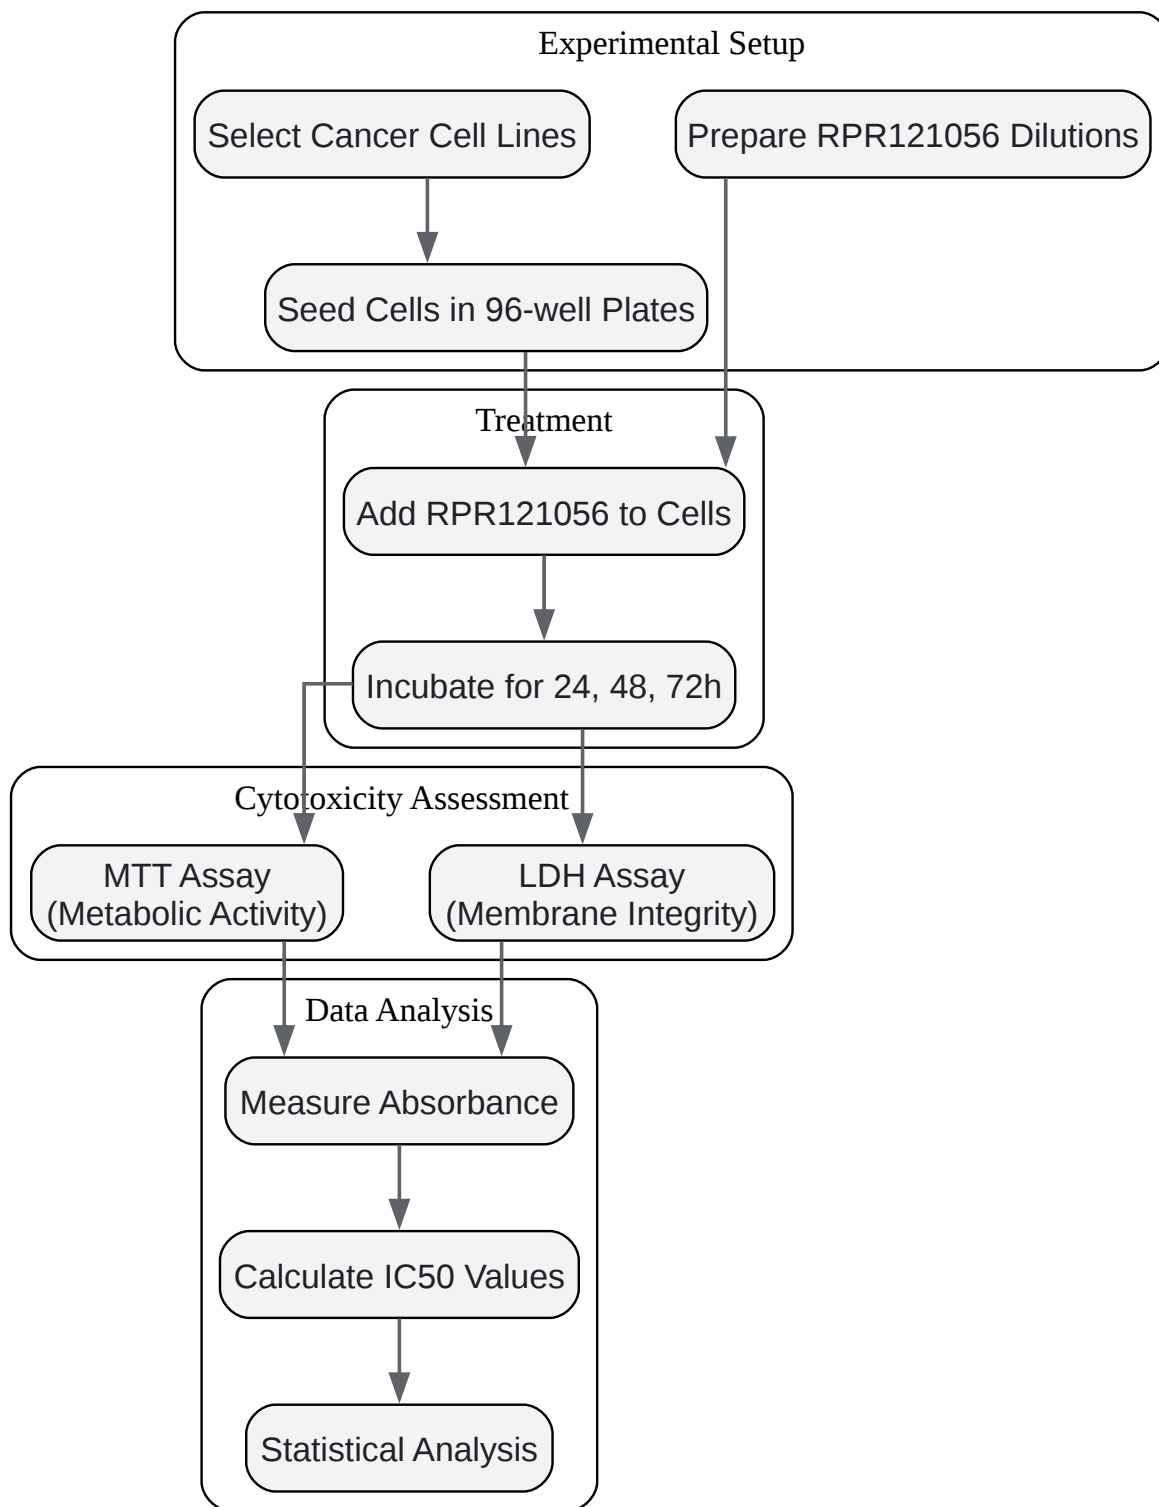 Experimental Setup
Select Cancer Cell Lines
Prepare RPR121056 Dilutions
Seed Cells in 96-well Plates
Treatment
Add RPR121056 to Cells
Incubate for 24, 48, 72h
Cytotoxicity Assessment
MTT Assay
(Metabolic Activity)
LDH Assay
(Membrane Integrity)
Data Analysis
Measure Absorbance
Calculate IC50 Values
Statistical Analysis